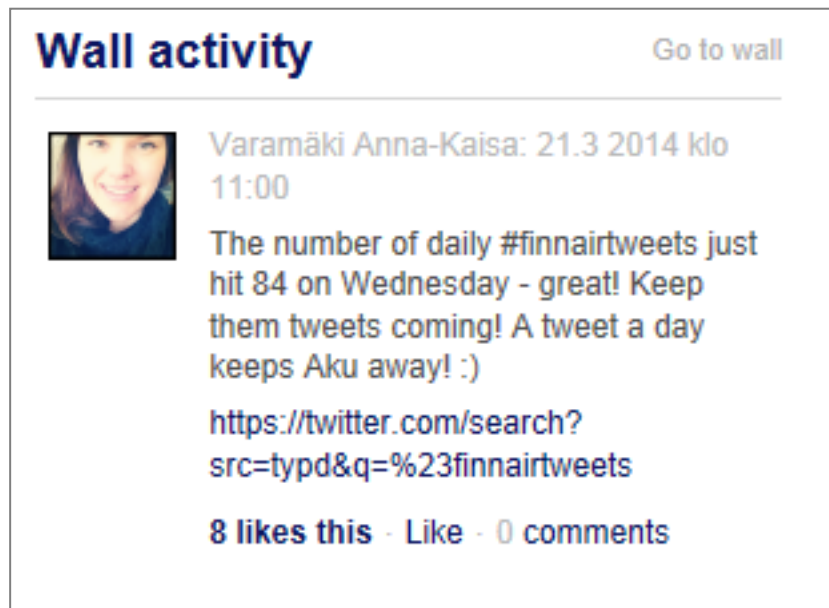 Wall activity
Go to wall
Varamäki Anna-Kaisa: 21.3 2014 klo
11:00
The number of daily #finnairtweets just
hit 84 on Wednesday - great! Keep
them tweets coming! A tweet a day
keeps Aku away! :)
https://twitter.com/search?
src=typd&q=%23finnairtweets
8 likes this · Like · 0 comments